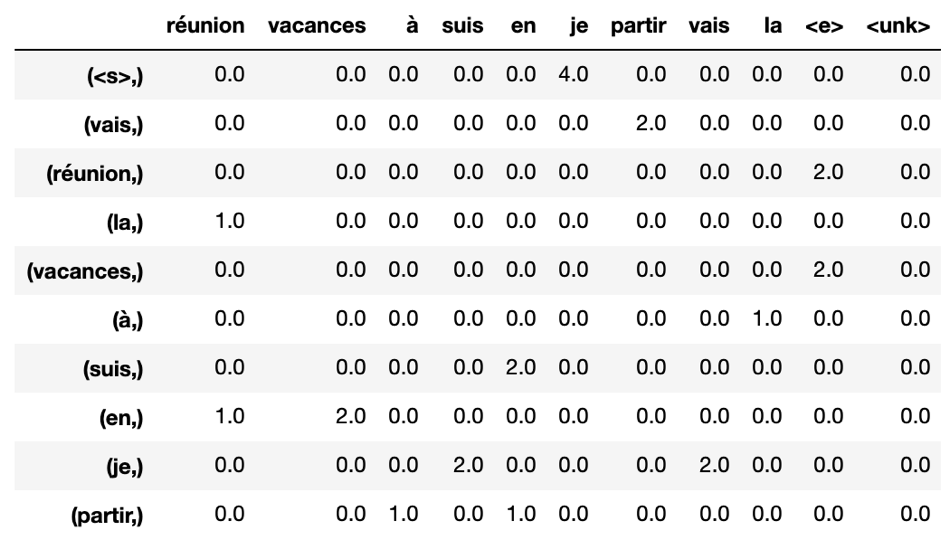 réunion vacances à suis en je partir vais la <e> <unk>
(<s>,) 0.0 0.0 0.0 0.0 0.0 4.0 0.0 0.0 0.0 0.0 0.0
(vais,) 0.0 0.0 0.0 0.0 0.0 0.0 2.0 0.0 0.0 0.0 0.0
(réunion,) 0.0 0.0 0.0 0.0 0.0 0.0 0.0 0.0 0.0 2.0 0.0
(la,) 1.0 0.0 0.0 0.0 0.0 0.0 0.0 0.0 0.0 0.0 0.0
(vacances,) 0.0 0.0 0.0 0.0 0.0 0.0 0.0 0.0 0.0 2.0 0.0
(à,) 0.0 0.0 0.0 0.0 0.0 0.0 0.0 0.0 1.0 0.0 0.0
(suis,) 0.0 0.0 0.0 0.0 2.0 0.0 0.0 0.0 0.0 0.0 0.0
(en,) 1.0 2.0 0.0 0.0 0.0 0.0 0.0 0.0 0.0 0.0 0.0
(je,) 0.0 0.0 0.0 2.0 0.0 0.0 0.0 2.0 0.0 0.0 0.0
(partir,) 0.0 0.0 1.0 0.0 1.0 0.0 0.0 0.0 0.0 0.0 0.0